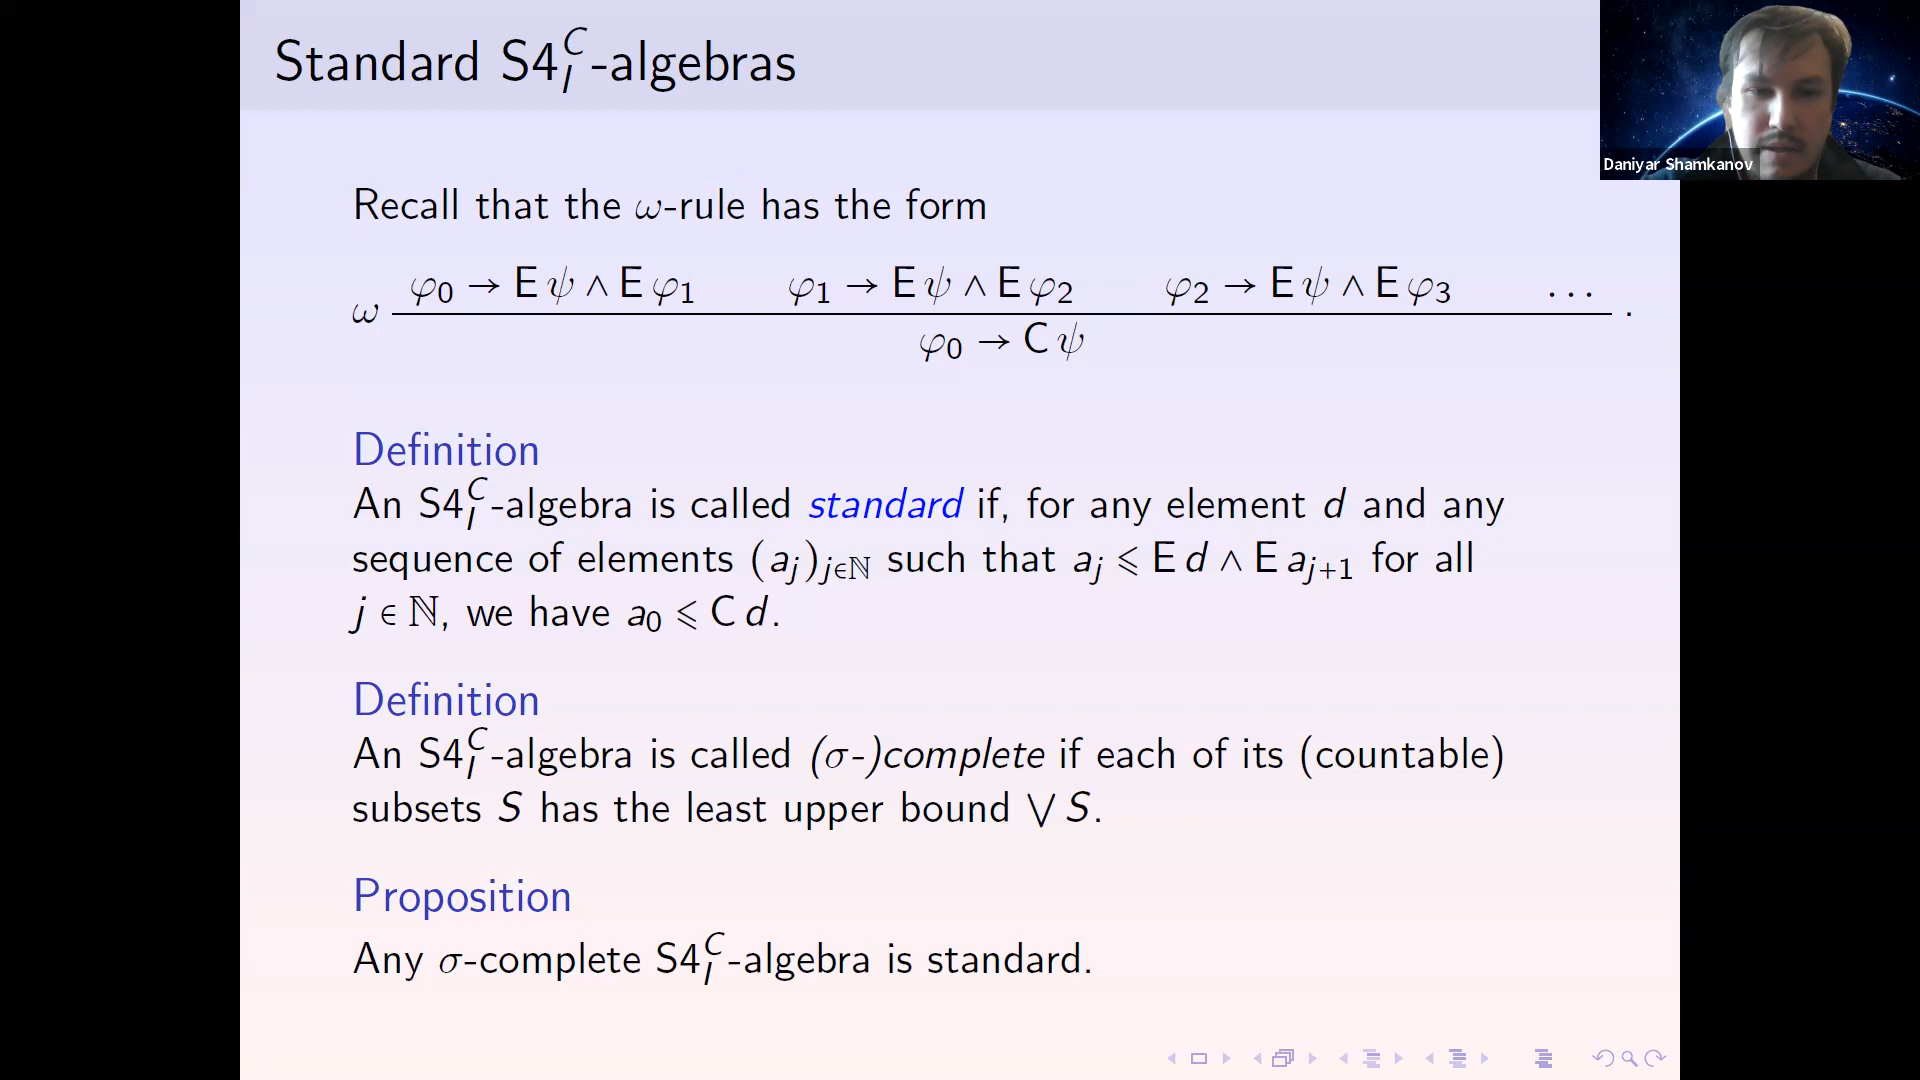 Standard S4_I^C-algebras
Daniyar Shamkanov
Recall that the ω-rule has the form
φ₀ → E ψ ∧ E φ₁ φ₁ → E ψ ∧ E φ₂ φ₂ → E ψ ∧ E φ₃ ...
ω .
φ₀ → C ψ
Definition
An S4_I^C-algebra is called standard if, for any element d and any
sequence of elements (a_j)_{j∈ℕ} such that a_j ⩽ E d ∧ E a_{j+1} for all
j ∈ ℕ, we have a₀ ⩽ C d.
Definition
An S4_I^C-algebra is called (σ-)complete if each of its (countable)
subsets S has the least upper bound ⋁ S.
Proposition
Any σ-complete S4_I^C-algebra is standard.